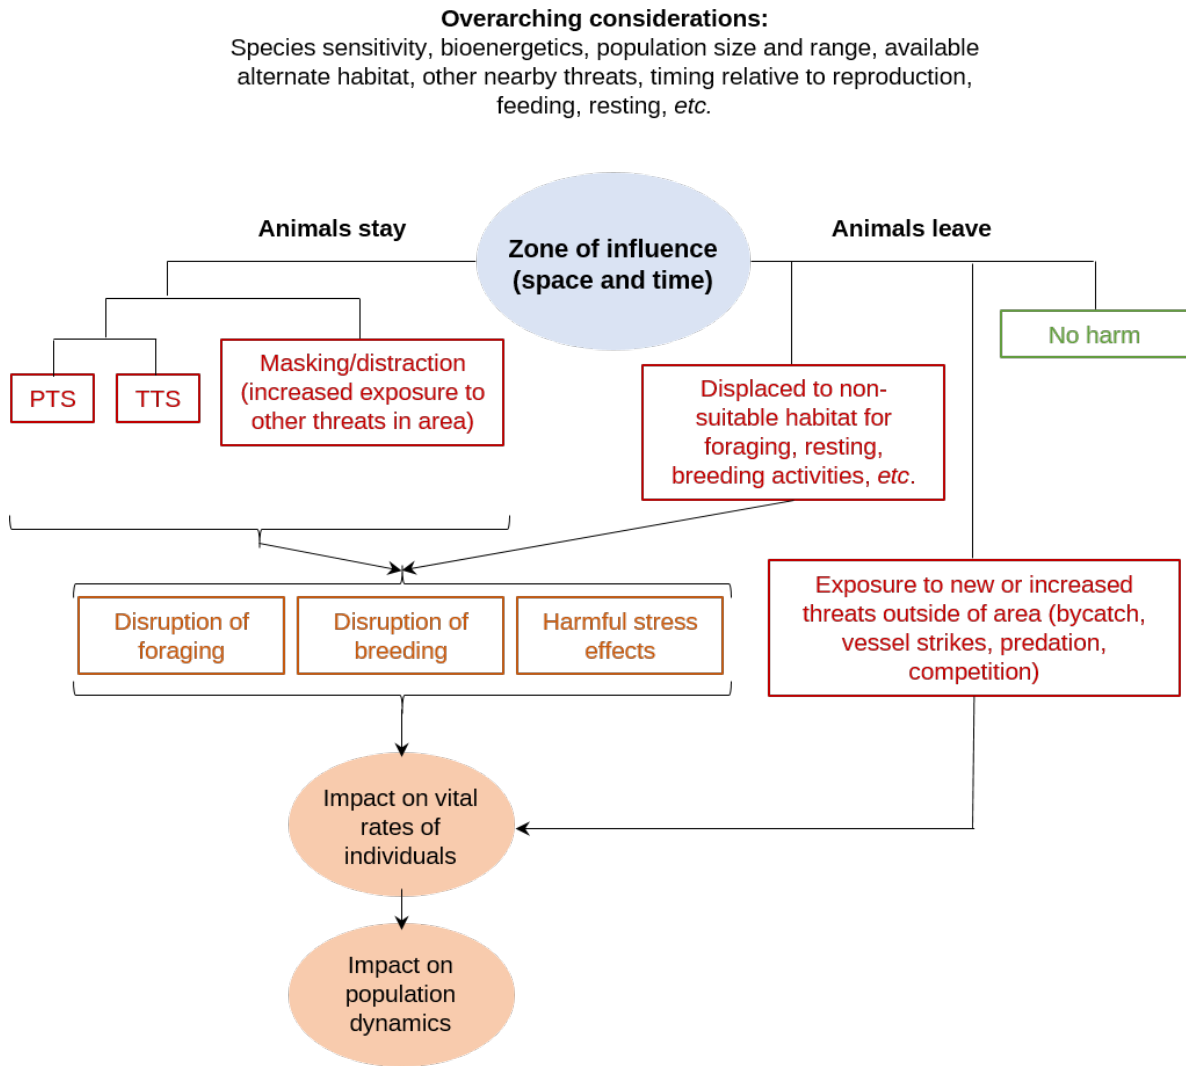 Overarching considerations:
Species sensitivity, bioenergetics, population size and range, available
alternate habitat, other nearby threats, timing relative to reproduction,
feeding, resting, etc.
Animals stay
Zone of influence
(space and time)
Animals leave
No harm
PTS
TTS
Masking/distraction
(increased exposure to
other threats in area)
Displaced to non-
suitable habitat for
foraging, resting,
breeding activities, etc.
Exposure to new or increased
threats outside of area (bycatch,
vessel strikes, predation,
competition)
Disruption of
foraging
Disruption of
breeding
Harmful stress
effects
Impact on vital
rates of
individuals
Impact on
population
dynamics